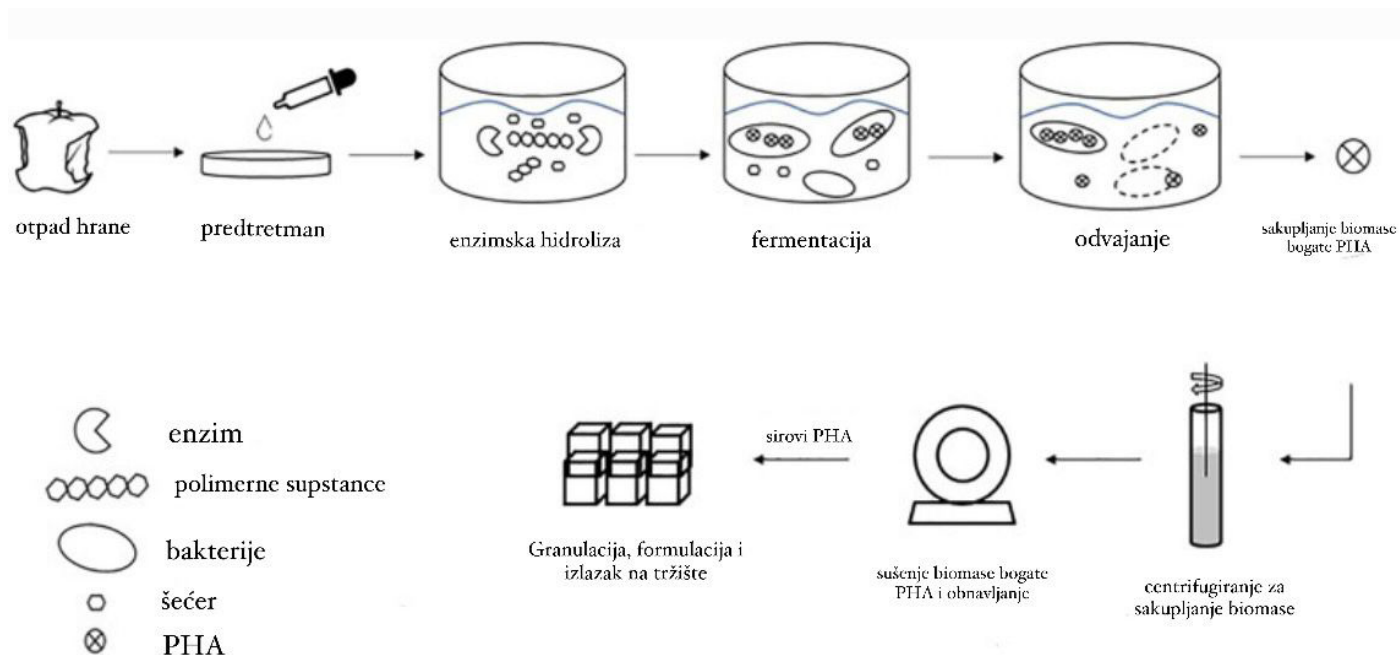 otpad hrane
predtretman
enzimska hidroliza
fermentacija
odvajanje
sakupljanje biomase
bogate PHA
enzim
polimerne supstance
bakterije
šećer
PHA
sirovi PHA
Granulacija, formulacija i
izlazak na tržište
sušenje biomase bogate
PHA i obnavljanje
centrifugiranje za
sakupljanje biomase